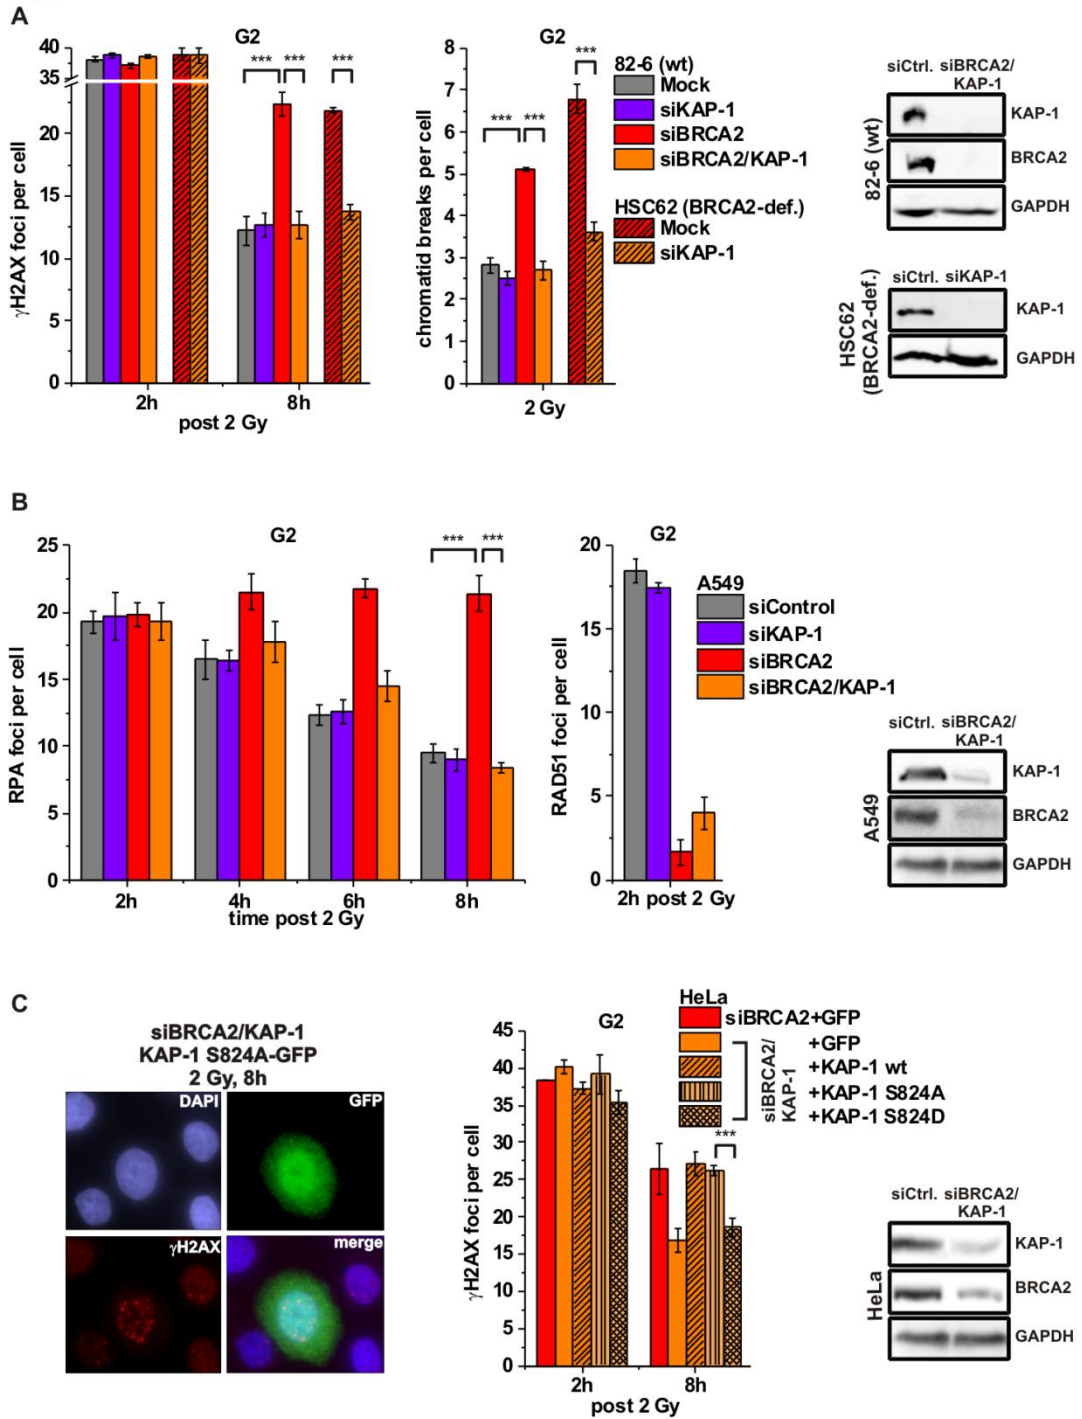 A
G2
γH2AX foci per cell
40
35
20
15
10
5
0
*** ***
***
2h
8h
post 2 Gy
G2
chromatid breaks per cell
8
7
6
5
4
3
2
1
0
*** ***
***
2 Gy
82-6 (wt)
Mock
siKAP-1
siBRCA2
siBRCA2/KAP-1
HSC62 (BRCA2-def.)
Mock
siKAP-1
siCtrl. siBRCA2/
KAP-1
82-6 (wt)
KAP-1
BRCA2
GAPDH
siCtrl. siKAP-1
HSC62
(BRCA2-def.)
KAP-1
GAPDH
B
G2
RPA foci per cell
25
20
15
10
5
0
*** ***
2h
4h
6h
8h
time post 2 Gy
G2
RAD51 foci per cell
20
15
10
5
0
2h post 2 Gy
A549
siControl
siKAP-1
siBRCA2
siBRCA2/KAP-1
siCtrl. siBRCA2/
KAP-1
A549
KAP-1
BRCA2
GAPDH
C
siBRCA2/KAP-1
KAP-1 S824A-GFP
2 Gy, 8h
DAPI
GFP
γH2AX
merge
G2
γH2AX foci per cell
45
40
35
30
25
20
15
10
5
0
***
2h
8h
post 2 Gy
HeLa
siBRCA2+GFP
+GFP
+KAP-1 wt
+KAP-1 S824A
+KAP-1 S824D
siBRCA2/
KAP-1
siCtrl. siBRCA2/
KAP-1
HeLa
KAP-1
BRCA2
GAPDH